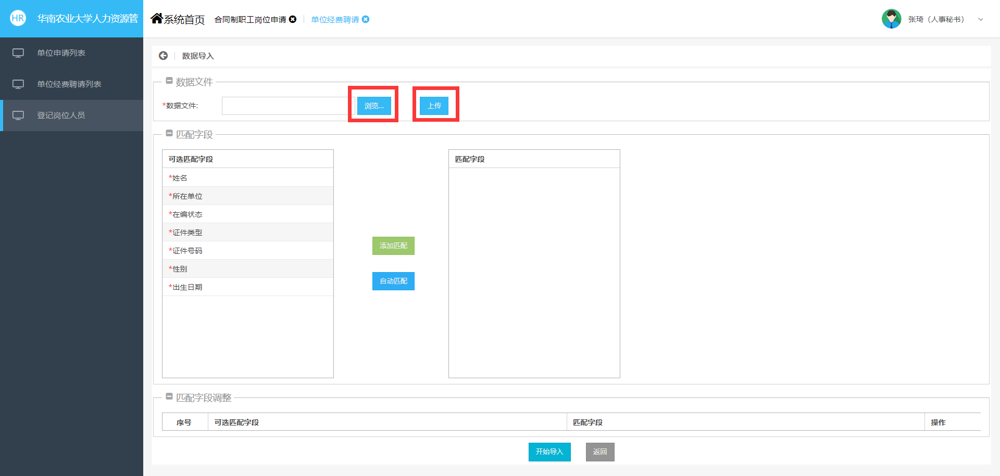 HR 华南农业大学人力资源管
系统首页 合同制职工岗位申请 单位经费聘请 张琦（人事秘书）
单位申请列表
单位经费聘请列表
登记岗位人员
数据导入
数据文件
*数据文件: 浏览... 上传
匹配字段
可选匹配字段 匹配字段
*姓名
*所在单位
*在编状态
*证件类型
*证件号码
*性别
*出生日期
添加匹配
自动匹配
匹配字段调整
序号 可选匹配字段 匹配字段 操作
开始导入 返回